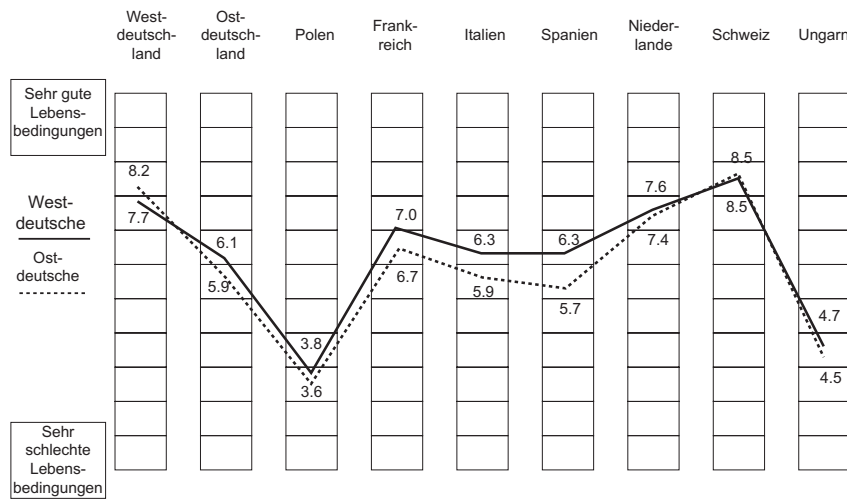 West-
deutsch-
land
Ost-
deutsch-
land
Polen
Frank-
reich
Italien
Spanien
Nieder-
lande
Schweiz
Ungarn
Sehr gute
Lebens-
bedingungen
West-
deutsche
Ost-
deutsche
Sehr
schlechte
Lebens-
bedingungen
8.2
7.7
6.1
5.9
3.8
3.6
7.0
6.7
6.3
5.9
6.3
5.7
7.6
7.4
8.5
8.5
4.7
4.5